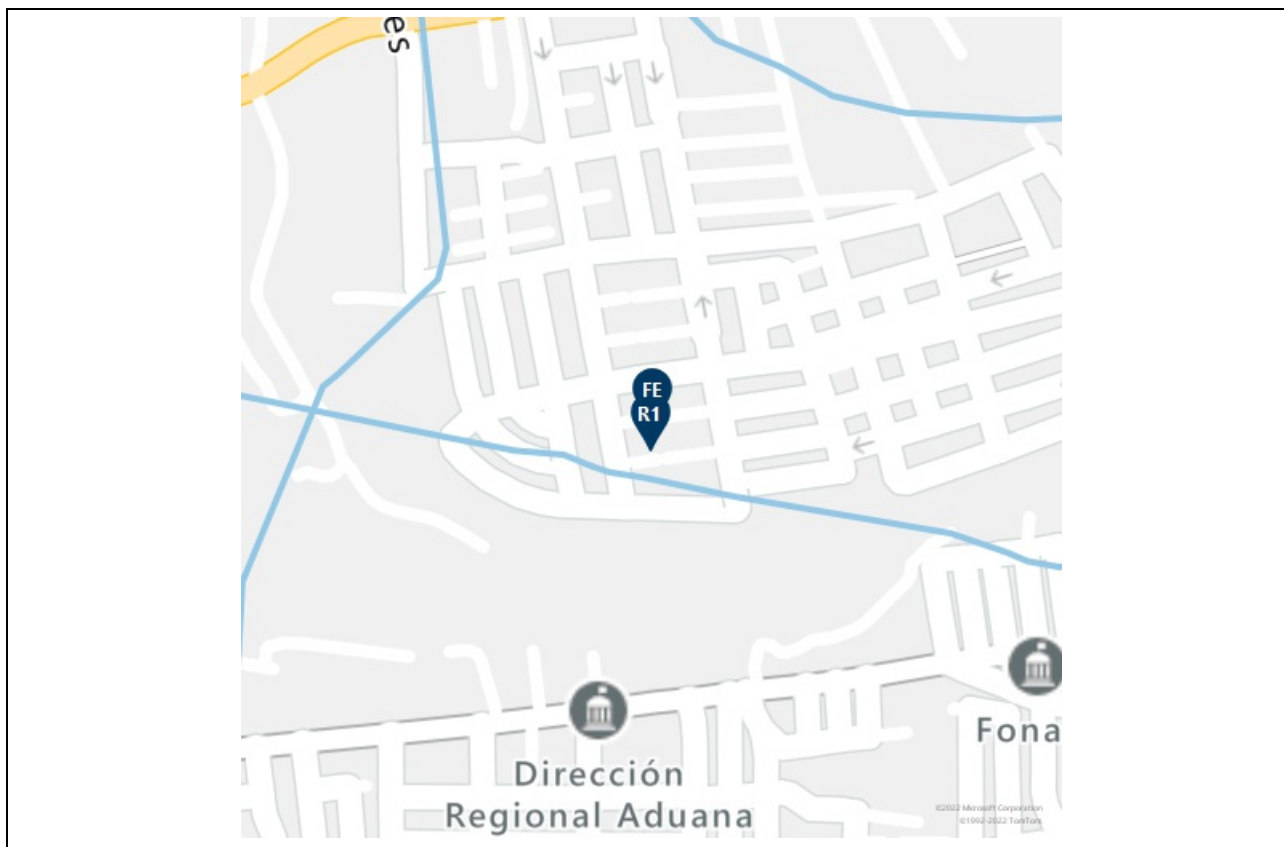 es
FE
R1
Fona
Dirección
Regional Aduana
©2022 Microsoft Corporation
©1992-2022 TomTom